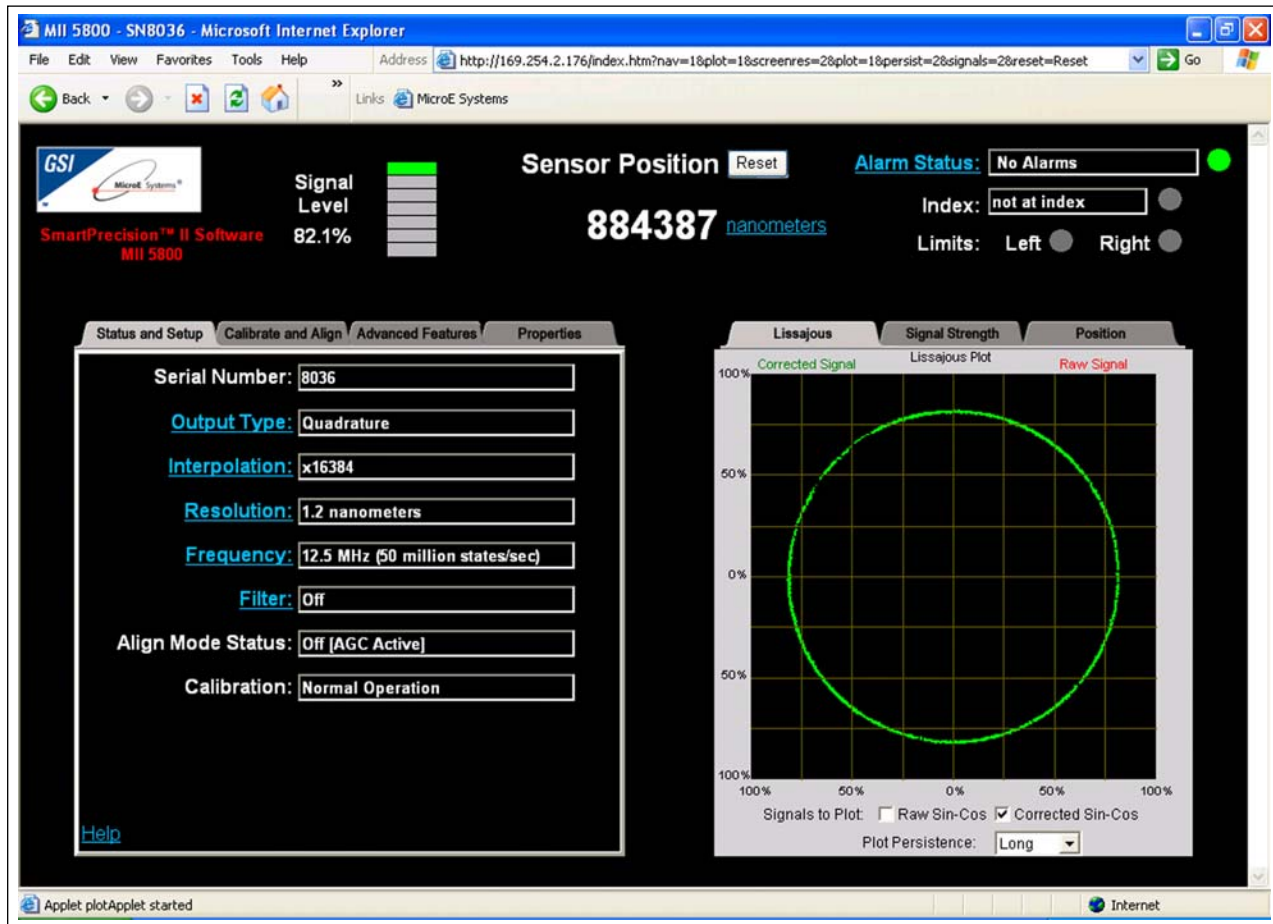 MII 5800 - SN8036 - Microsoft Internet Explorer
File Edit View Favorites Tools Help Address http://169.254.2.176/index.htm?nav=1&plot=1&screenres=2&plot=1&persist=2&signals=2&reset=Reset Go
Back » Links MicroE Systems
GSI
MicroE Systems®
SmartPrecision™ II Software
MII 5800
Signal
Level
82.1%
Sensor Position Reset
884387 nanometers
Alarm Status: No Alarms
Index: not at index
Limits: Left Right
Status and Setup Calibrate and Align Advanced Features Properties
Serial Number: 8036
Output Type: Quadrature
Interpolation: x16384
Resolution: 1.2 nanometers
Frequency: 12.5 MHz (50 million states/sec)
Filter: Off
Align Mode Status: Off [AGC Active]
Calibration: Normal Operation
Help
Lissajous Signal Strength Position
Corrected Signal Lissajous Plot Raw Signal
100%
50%
0%
50%
100%
100% 50% 0% 50% 100%
Signals to Plot: Raw Sin-Cos Corrected Sin-Cos
Plot Persistence: Long
Applet plotApplet started Internet